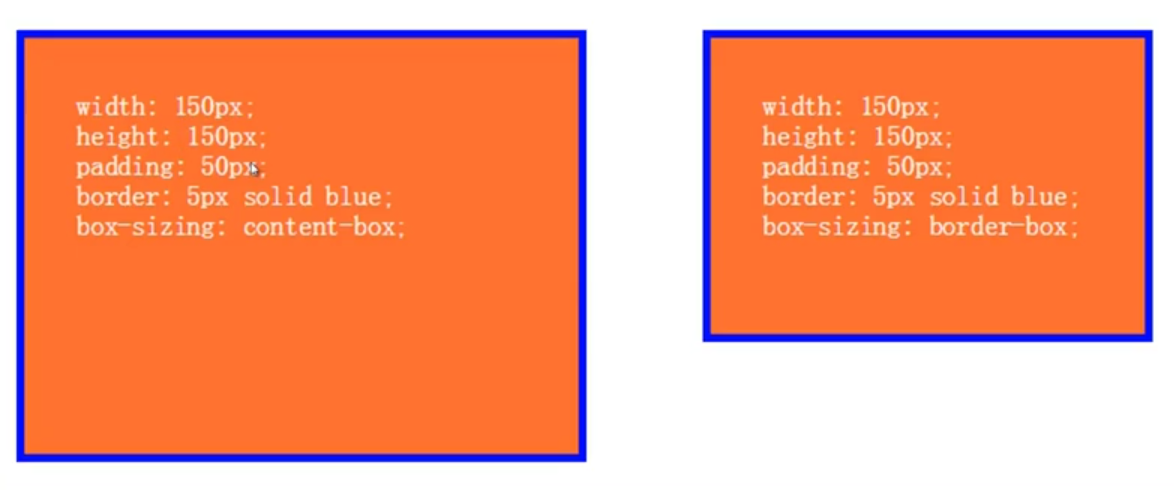 width: 150px;
height: 150px;
padding: 50px;
border: 5px solid blue;
box-sizing: content-box;
width: 150px;
height: 150px;
padding: 50px;
border: 5px solid blue;
box-sizing: border-box;